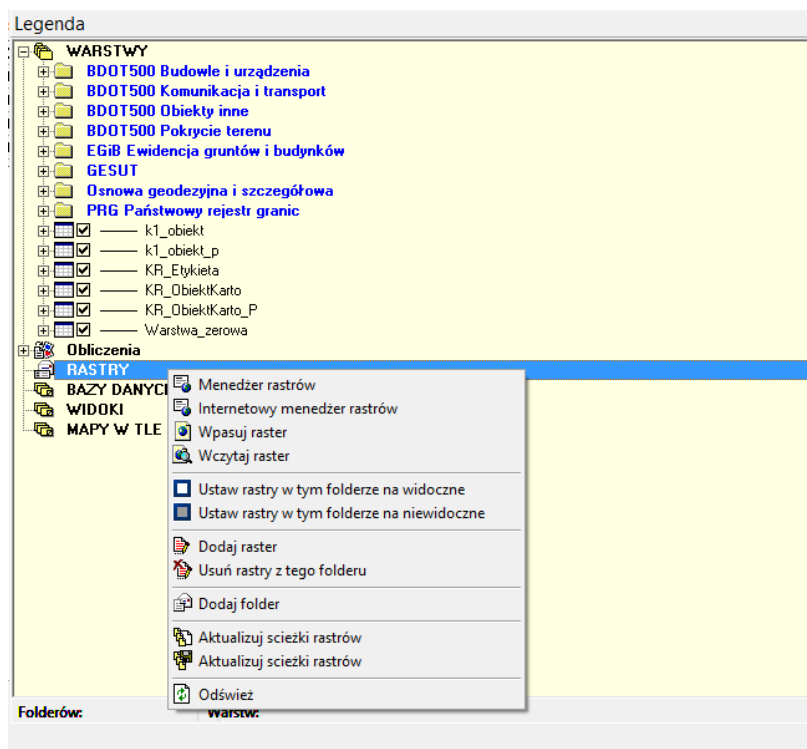 Legenda
WARSTWY
BDOT500 Budowle i urządzenia
BDOT500 Komunikacja i transport
BDOT500 Obiekty inne
BDOT500 Pokrycie terenu
EGiB Ewidencja gruntów i budynków
GESUT
Osnowa geodezyjna i szczegółowa
PRG Państwowy rejestr granic
k1_obiekt
k1_obiekt_p
KR_Etykieta
KR_ObiektKarto
KR_ObiektKarto_P
Warstwa_zerowa
Obliczenia
RASTRY
BAZY DANYCH
WIDOKI
MAPY W TLE
Menedżer rastrów
Internetowy menedżer rastrów
Wpasuj raster
Wczytaj raster
Ustaw rastry w tym folderze na widoczne
Ustaw rastry w tym folderze na niewidoczne
Dodaj raster
Usuń rastry z tego folderu
Dodaj folder
Aktualizuj scieżki rastrów
Aktualizuj scieżki rastrów
Odśwież
Folderów: Warstw: